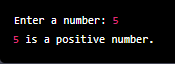 Enter a number: 5
5 is a positive number.